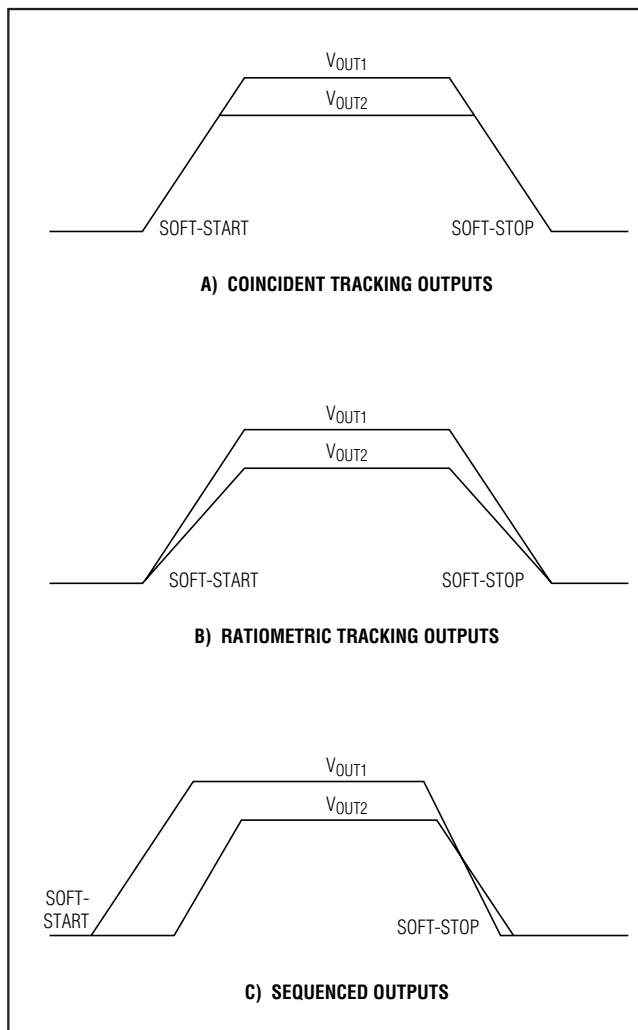 VOUT1
VOUT2
SOFT-START
SOFT-STOP
A) COINCIDENT TRACKING OUTPUTS
VOUT1
VOUT2
SOFT-START
SOFT-STOP
B) RATIOMETRIC TRACKING OUTPUTS
VOUT1
VOUT2
SOFT-
START
SOFT-STOP
C) SEQUENCED OUTPUTS